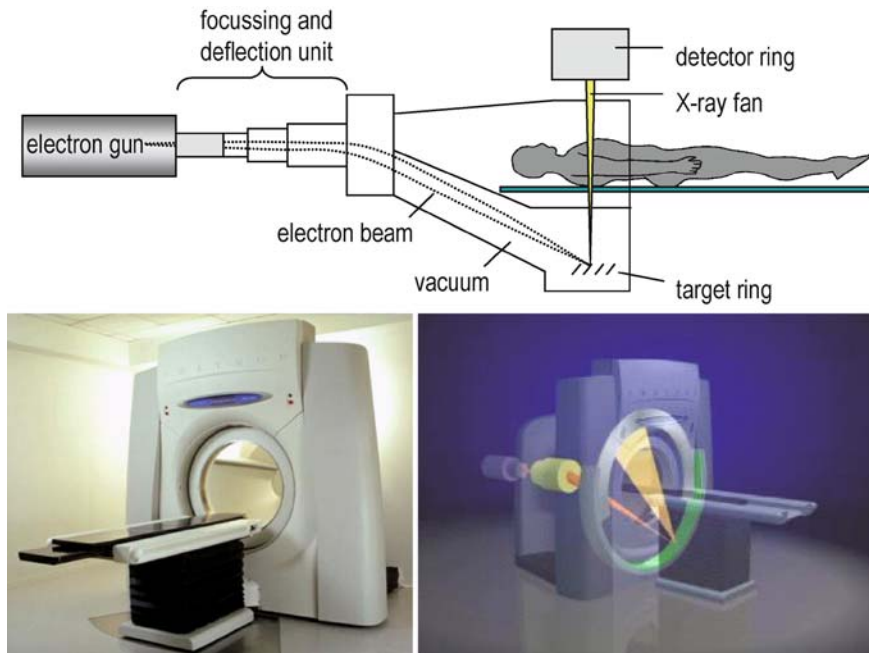 focussing and
deflection unit
detector ring
X-ray fan
electron gun
electron beam
vacuum
target ring